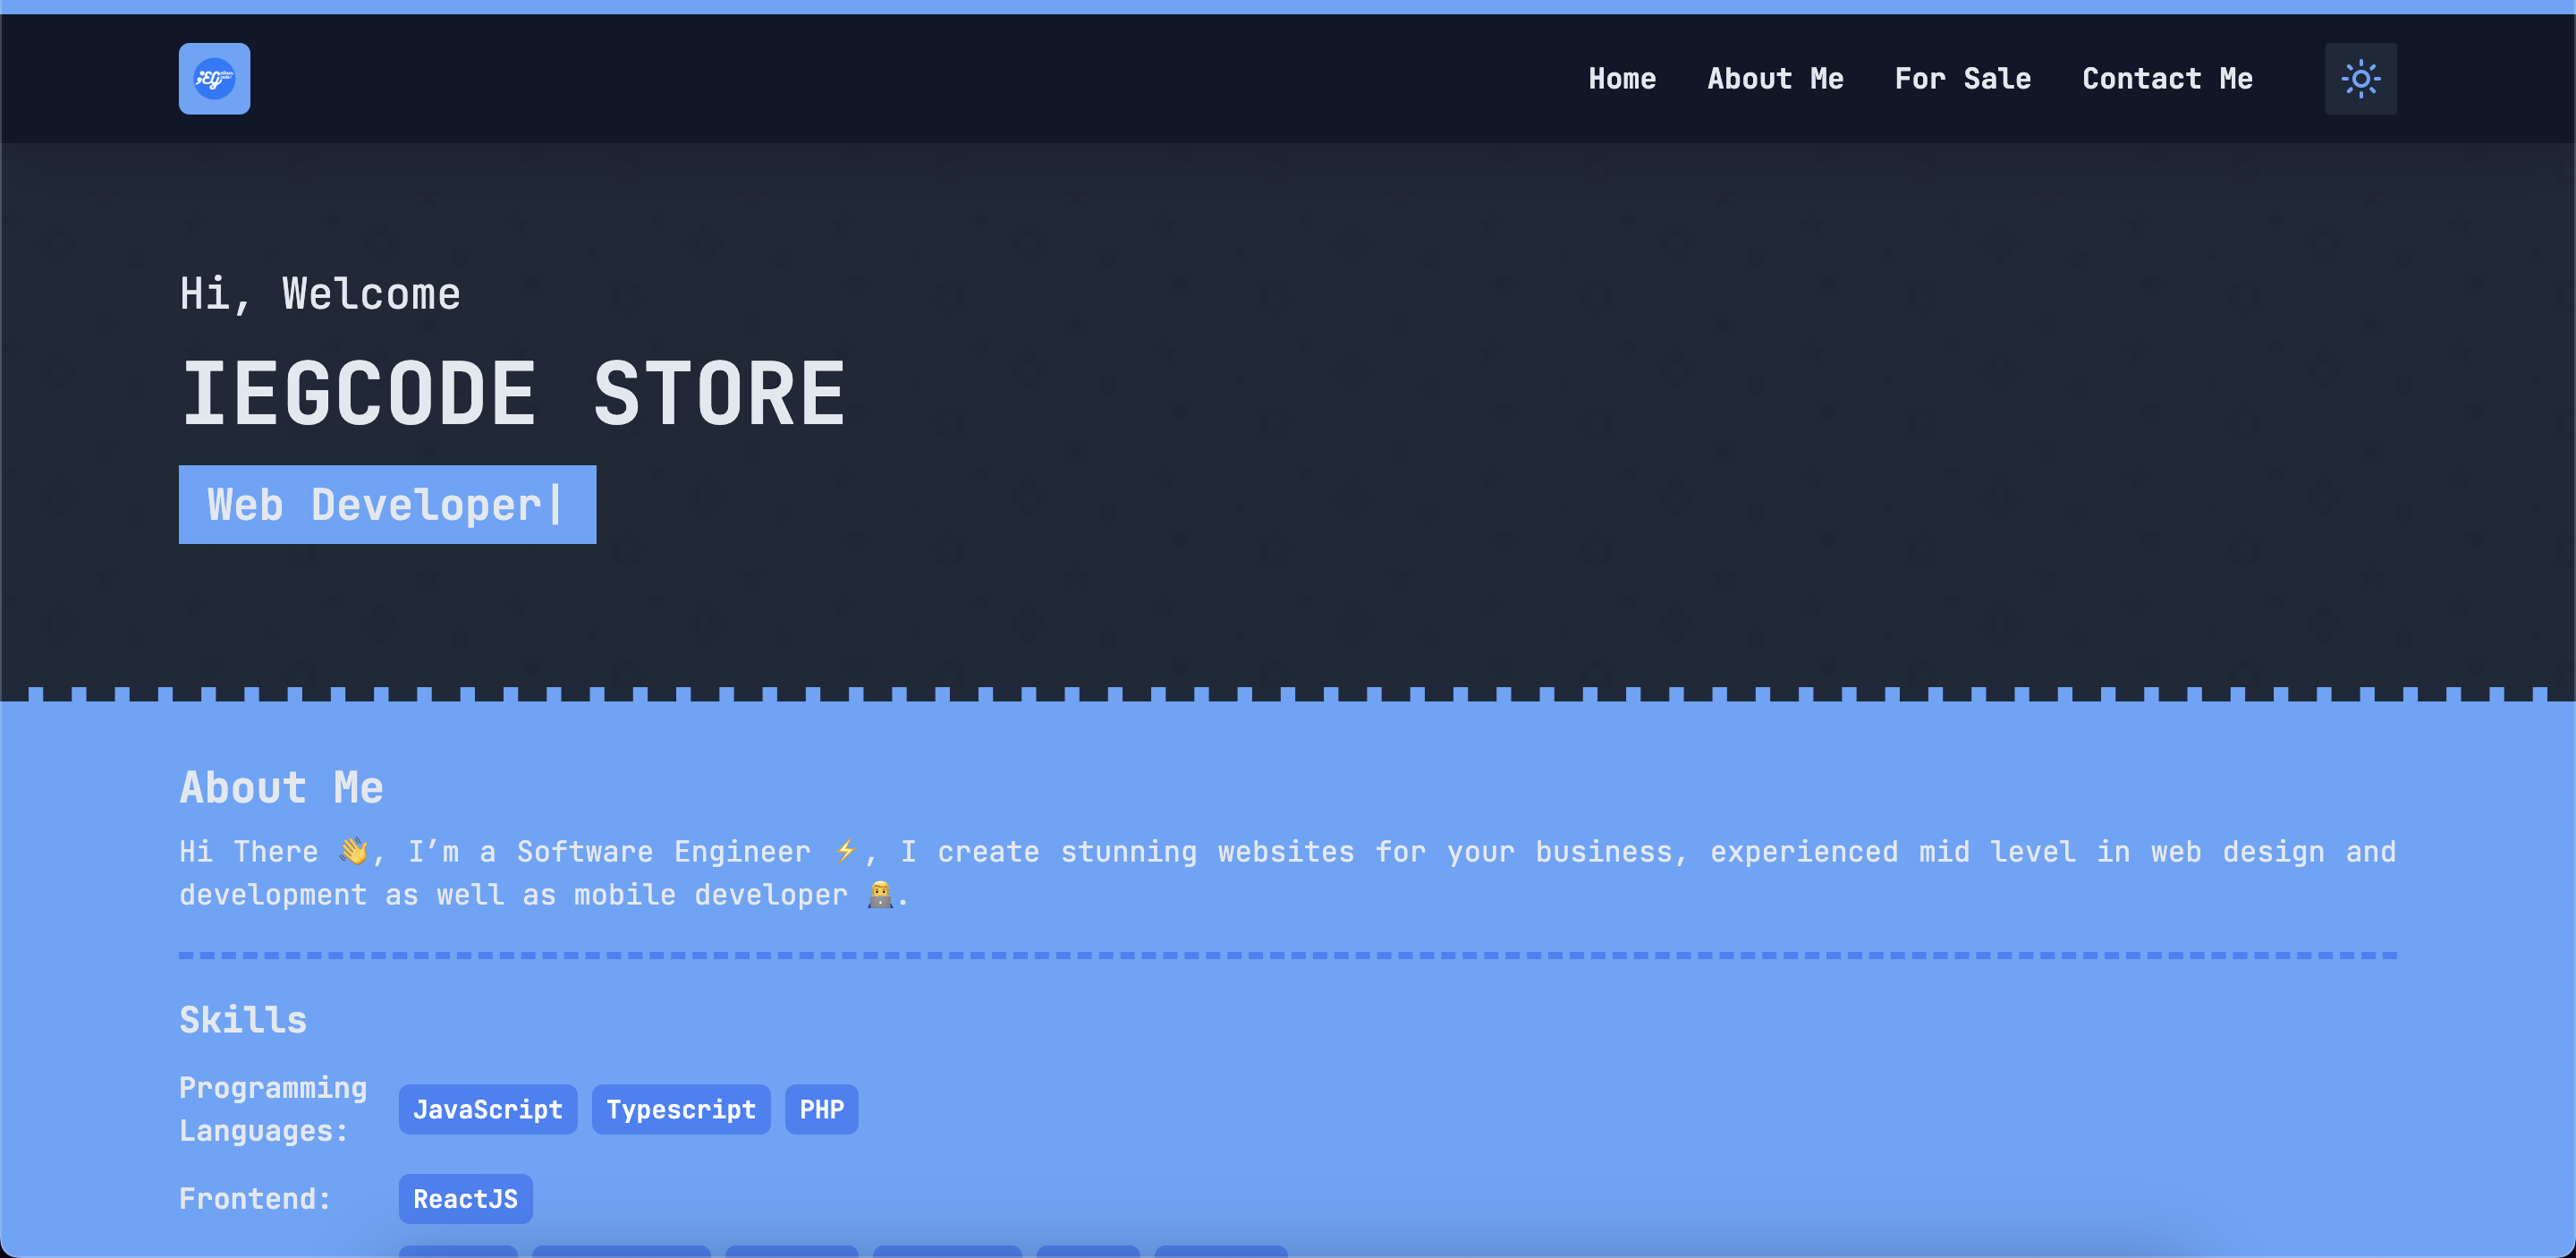 Home About Me For Sale Contact Me
Hi, Welcome
IEGCODE STORE
Web Developer|
About Me
Hi There 👋, I’m a Software Engineer ⚡, I create stunning websites for your business, experienced mid level in web design and
development as well as mobile developer 👨‍💻.
Skills
Programming
Languages:
JavaScript Typescript PHP
Frontend: ReactJS